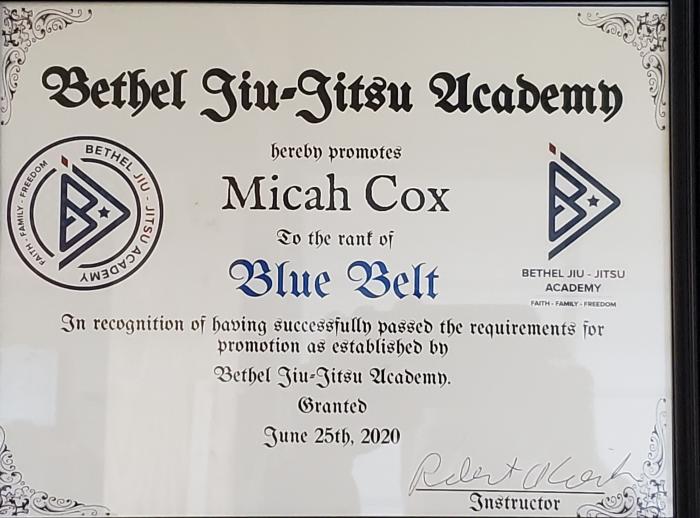 Bethel Jiu-Jitsu Academy
hereby promotes
Micah Cox
To the rank of
Blue Belt
In recognition of having successfully passed the requirements for
promotion as established by
Bethel Jiu-Jitsu Academy.
Granted
June 25th, 2020
Instructor
BETHEL JIU - JITSU ACADEMY
FAITH - FAMILY - FREEDOM
B
B
BETHEL JIU - JITSU
ACADEMY
FAITH - FAMILY - FREEDOM
Robert